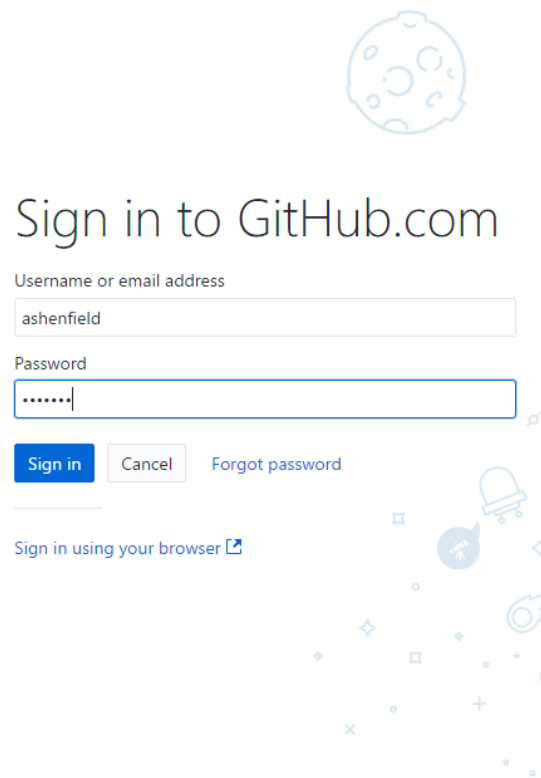 Sign in to GitHub.com
Username or email address
ashenfield
Password
•••••••
Sign in Cancel Forgot password
Sign in using your browser